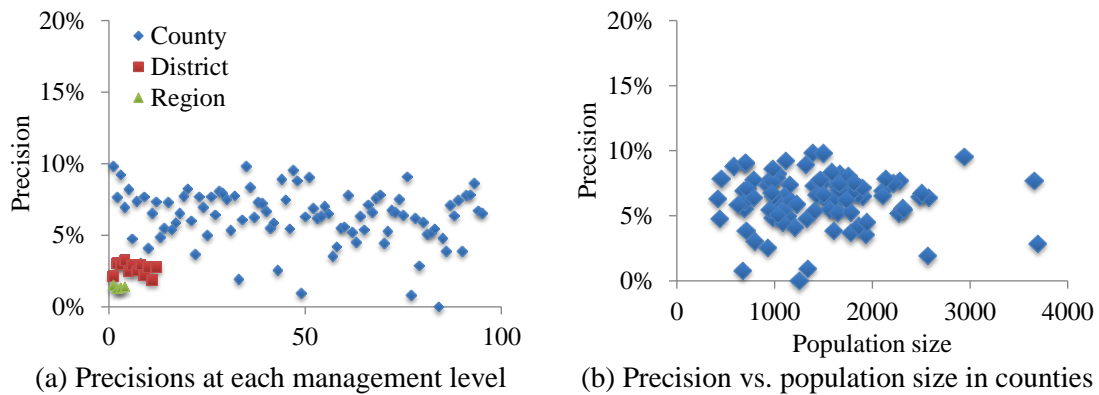 20%
15%
10%
5%
0%
Precision
County
District
Region
0
50
100
(a) Precisions at each management level
20%
15%
10%
5%
0%
Precision
0
1000
2000
3000
4000
Population size
(b) Precision vs. population size in counties